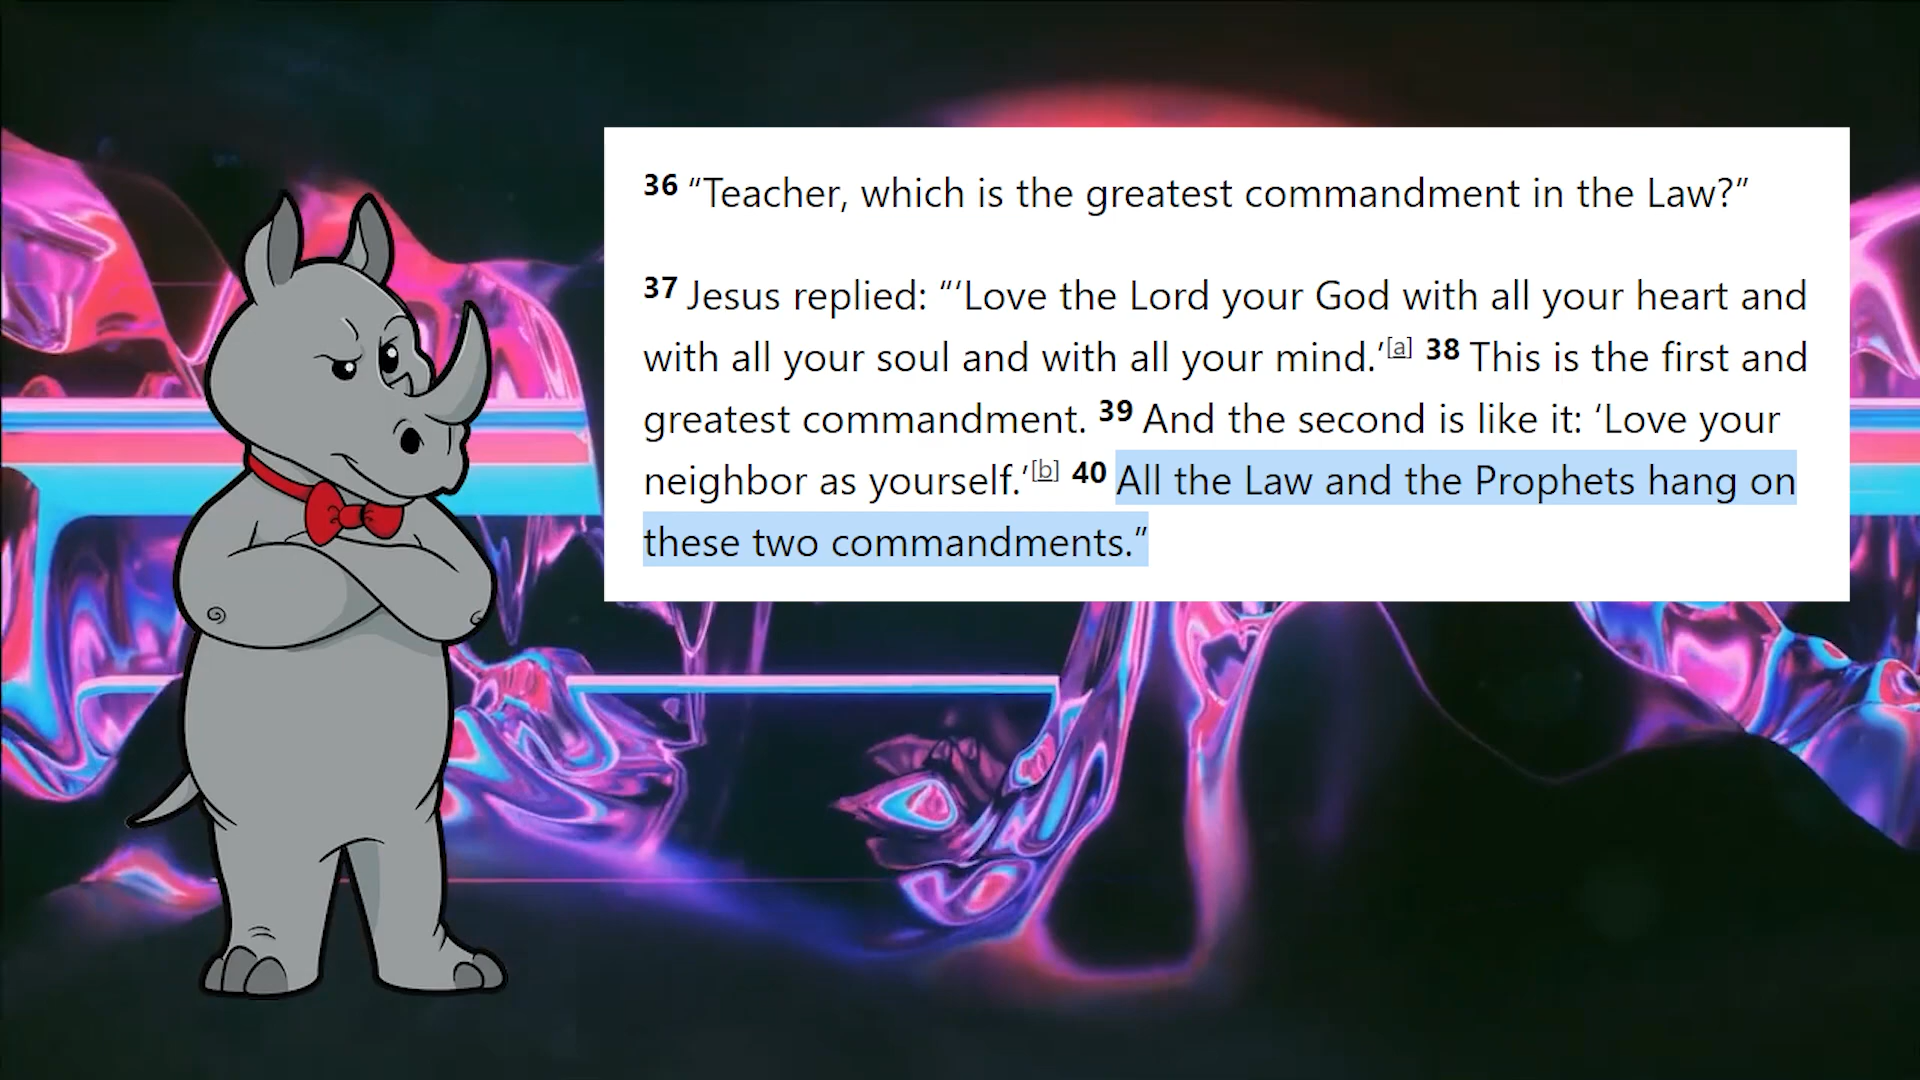 36 “Teacher, which is the greatest commandment in the Law?”
37 Jesus replied: “‘Love the Lord your God with all your heart and
with all your soul and with all your mind.’[a] 38 This is the first and
greatest commandment. 39 And the second is like it: ‘Love your
neighbor as yourself.’[b] 40 All the Law and the Prophets hang on
these two commandments.”